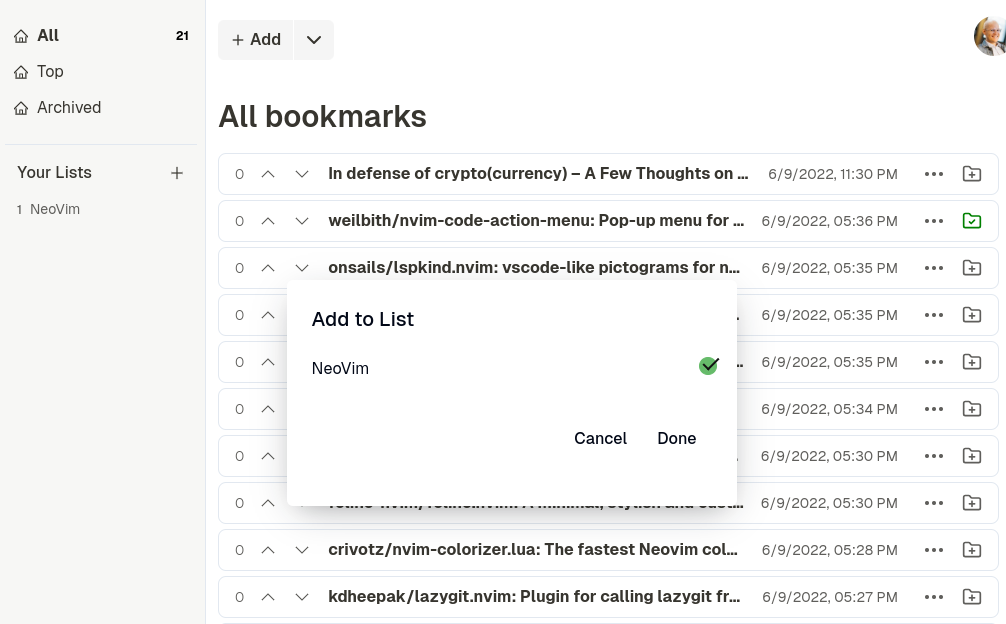 All 21
Top
Archived
Your Lists
1 NeoVim
Add
All bookmarks
0 In defense of crypto(currency) – A Few Thoughts on ... 6/9/2022, 11:30 PM
0 weilbith/nvim-code-action-menu: Pop-up menu for ... 6/9/2022, 05:36 PM
0 onsails/lspkind.nvim: vscode-like pictograms for n... 6/9/2022, 05:35 PM
0 6/9/2022, 05:35 PM
0 6/9/2022, 05:35 PM
0 6/9/2022, 05:34 PM
0 6/9/2022, 05:30 PM
0 6/9/2022, 05:30 PM
0 crivotz/nvim-colorizer.lua: The fastest Neovim col... 6/9/2022, 05:28 PM
0 kdheepak/lazygit.nvim: Plugin for calling lazygit fr... 6/9/2022, 05:27 PM
Add to List
NeoVim
Cancel Done